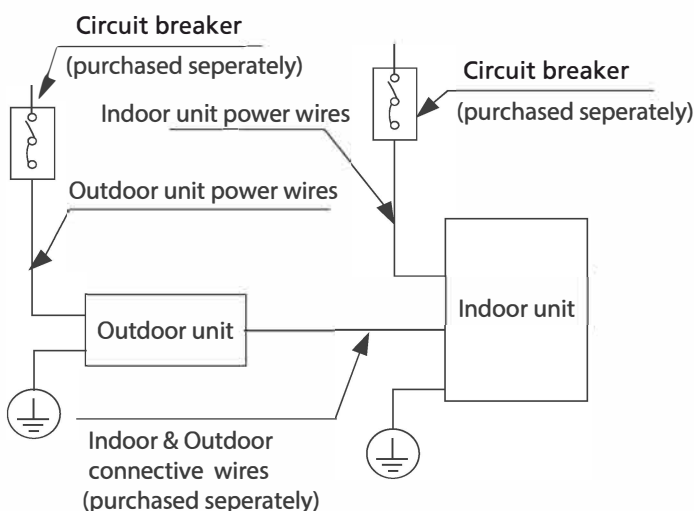 Circuit breaker
(purchased seperately)
Circuit breaker
(purchased seperately)
Indoor unit power wires
Outdoor unit power wires
Outdoor unit
Indoor unit
Indoor & Outdoor
connective wires
(purchased seperately)